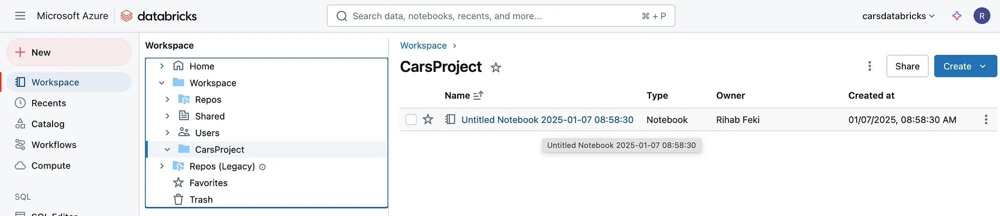 Microsoft Azure databricks Search data, notebooks, recents, and more... ⌘ + P carsdatabricks R
New
Workspace
Recents
Catalog
Workflows
Compute
SQL
SQL Editor
Workspace
Home
Workspace
Repos
Shared
Users
CarsProject
Repos (Legacy)
Favorites
Trash
Workspace >
CarsProject Share Create
Name Type Owner Created at
Untitled Notebook 2025-01-07 08:58:30 Notebook Rihab Feki 01/07/2025, 08:58:30 AM
Untitled Notebook 2025-01-07 08:58:30